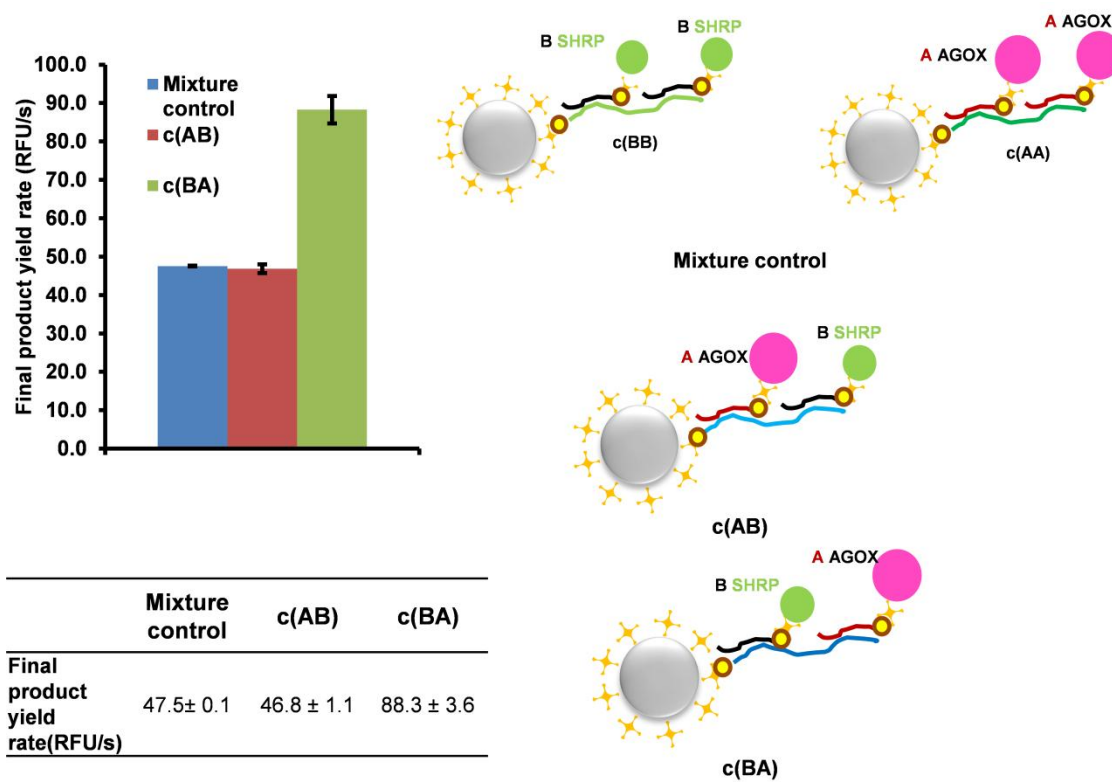 100.0
90.0
80.0
70.0
60.0
50.0
40.0
30.0
20.0
10.0
0.0
Final product yield rate (RFU/s)
Mixture
control
c(AB)
c(BA)
B SHRP
B SHRP
c(BB)
A AGOX
A AGOX
c(AA)
Mixture control
A AGOX
B SHRP
c(AB)
B SHRP
A AGOX
c(BA)
Mixture
control
c(AB)
c(BA)
Final
product
yield
rate(RFU/s)
47.5± 0.1
46.8 ± 1.1
88.3 ± 3.6